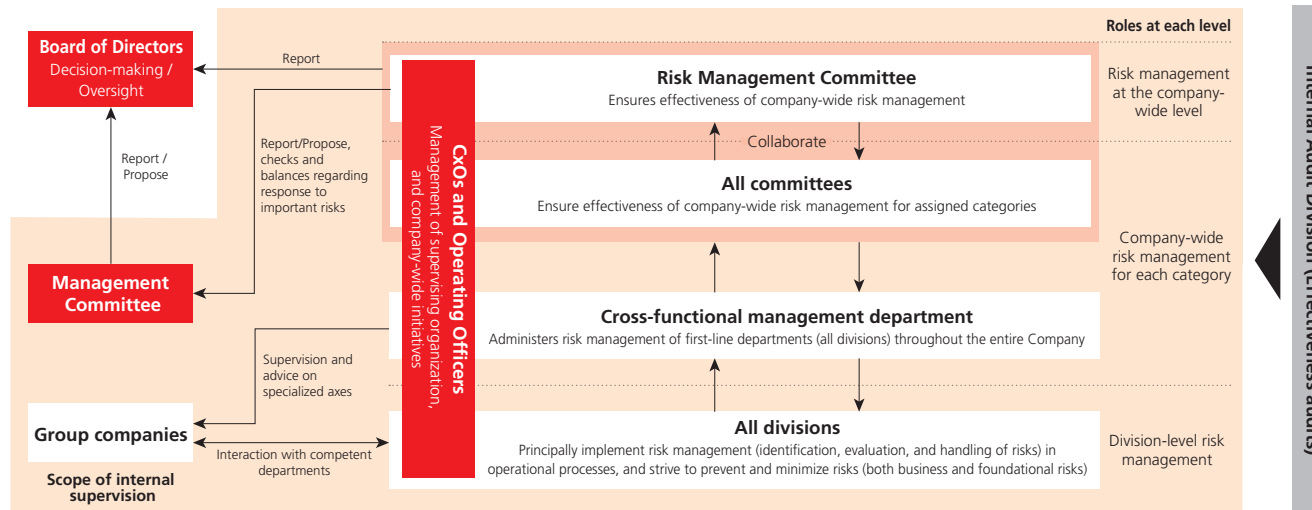 Roles at each level
Board of Directors
Decision-making /
Oversight
Report
Risk Management Committee
Ensures effectiveness of company-wide risk management
Risk management
at the company-
wide level
Report /
Propose
Report/Propose,
checks and
balances regarding
response to
important risks
Collaborate
All committees
Ensure effectiveness of company-wide risk management for assigned categories
CxOs and Operating Officers
Management of supervising organization,
and company-wide initiatives
Company-wide
risk management
for each category
Management
Committee
Cross-functional management department
Administers risk management of first-line departments (all divisions) throughout the entire Company
Supervision and
advice on
specialized axes
Group companies
Interaction with competent
departments
All divisions
Principally implement risk management (identification, evaluation, and handling of risks) in
operational processes, and strive to prevent and minimize risks (both business and foundational risks)
Division-level risk
management
Scope of internal
supervision
Internal Audit Division (Effectiveness audits)